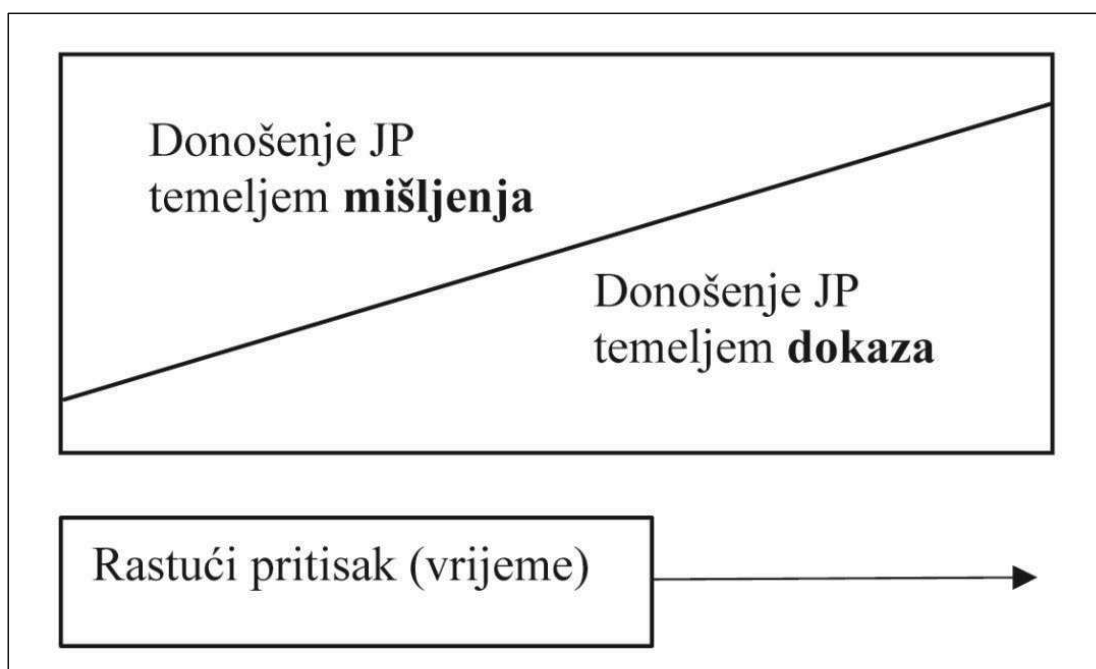 Donošenje JP
temeljem mišljenja
Donošenje JP
temeljem dokaza
Rastući pritisak (vrijeme)